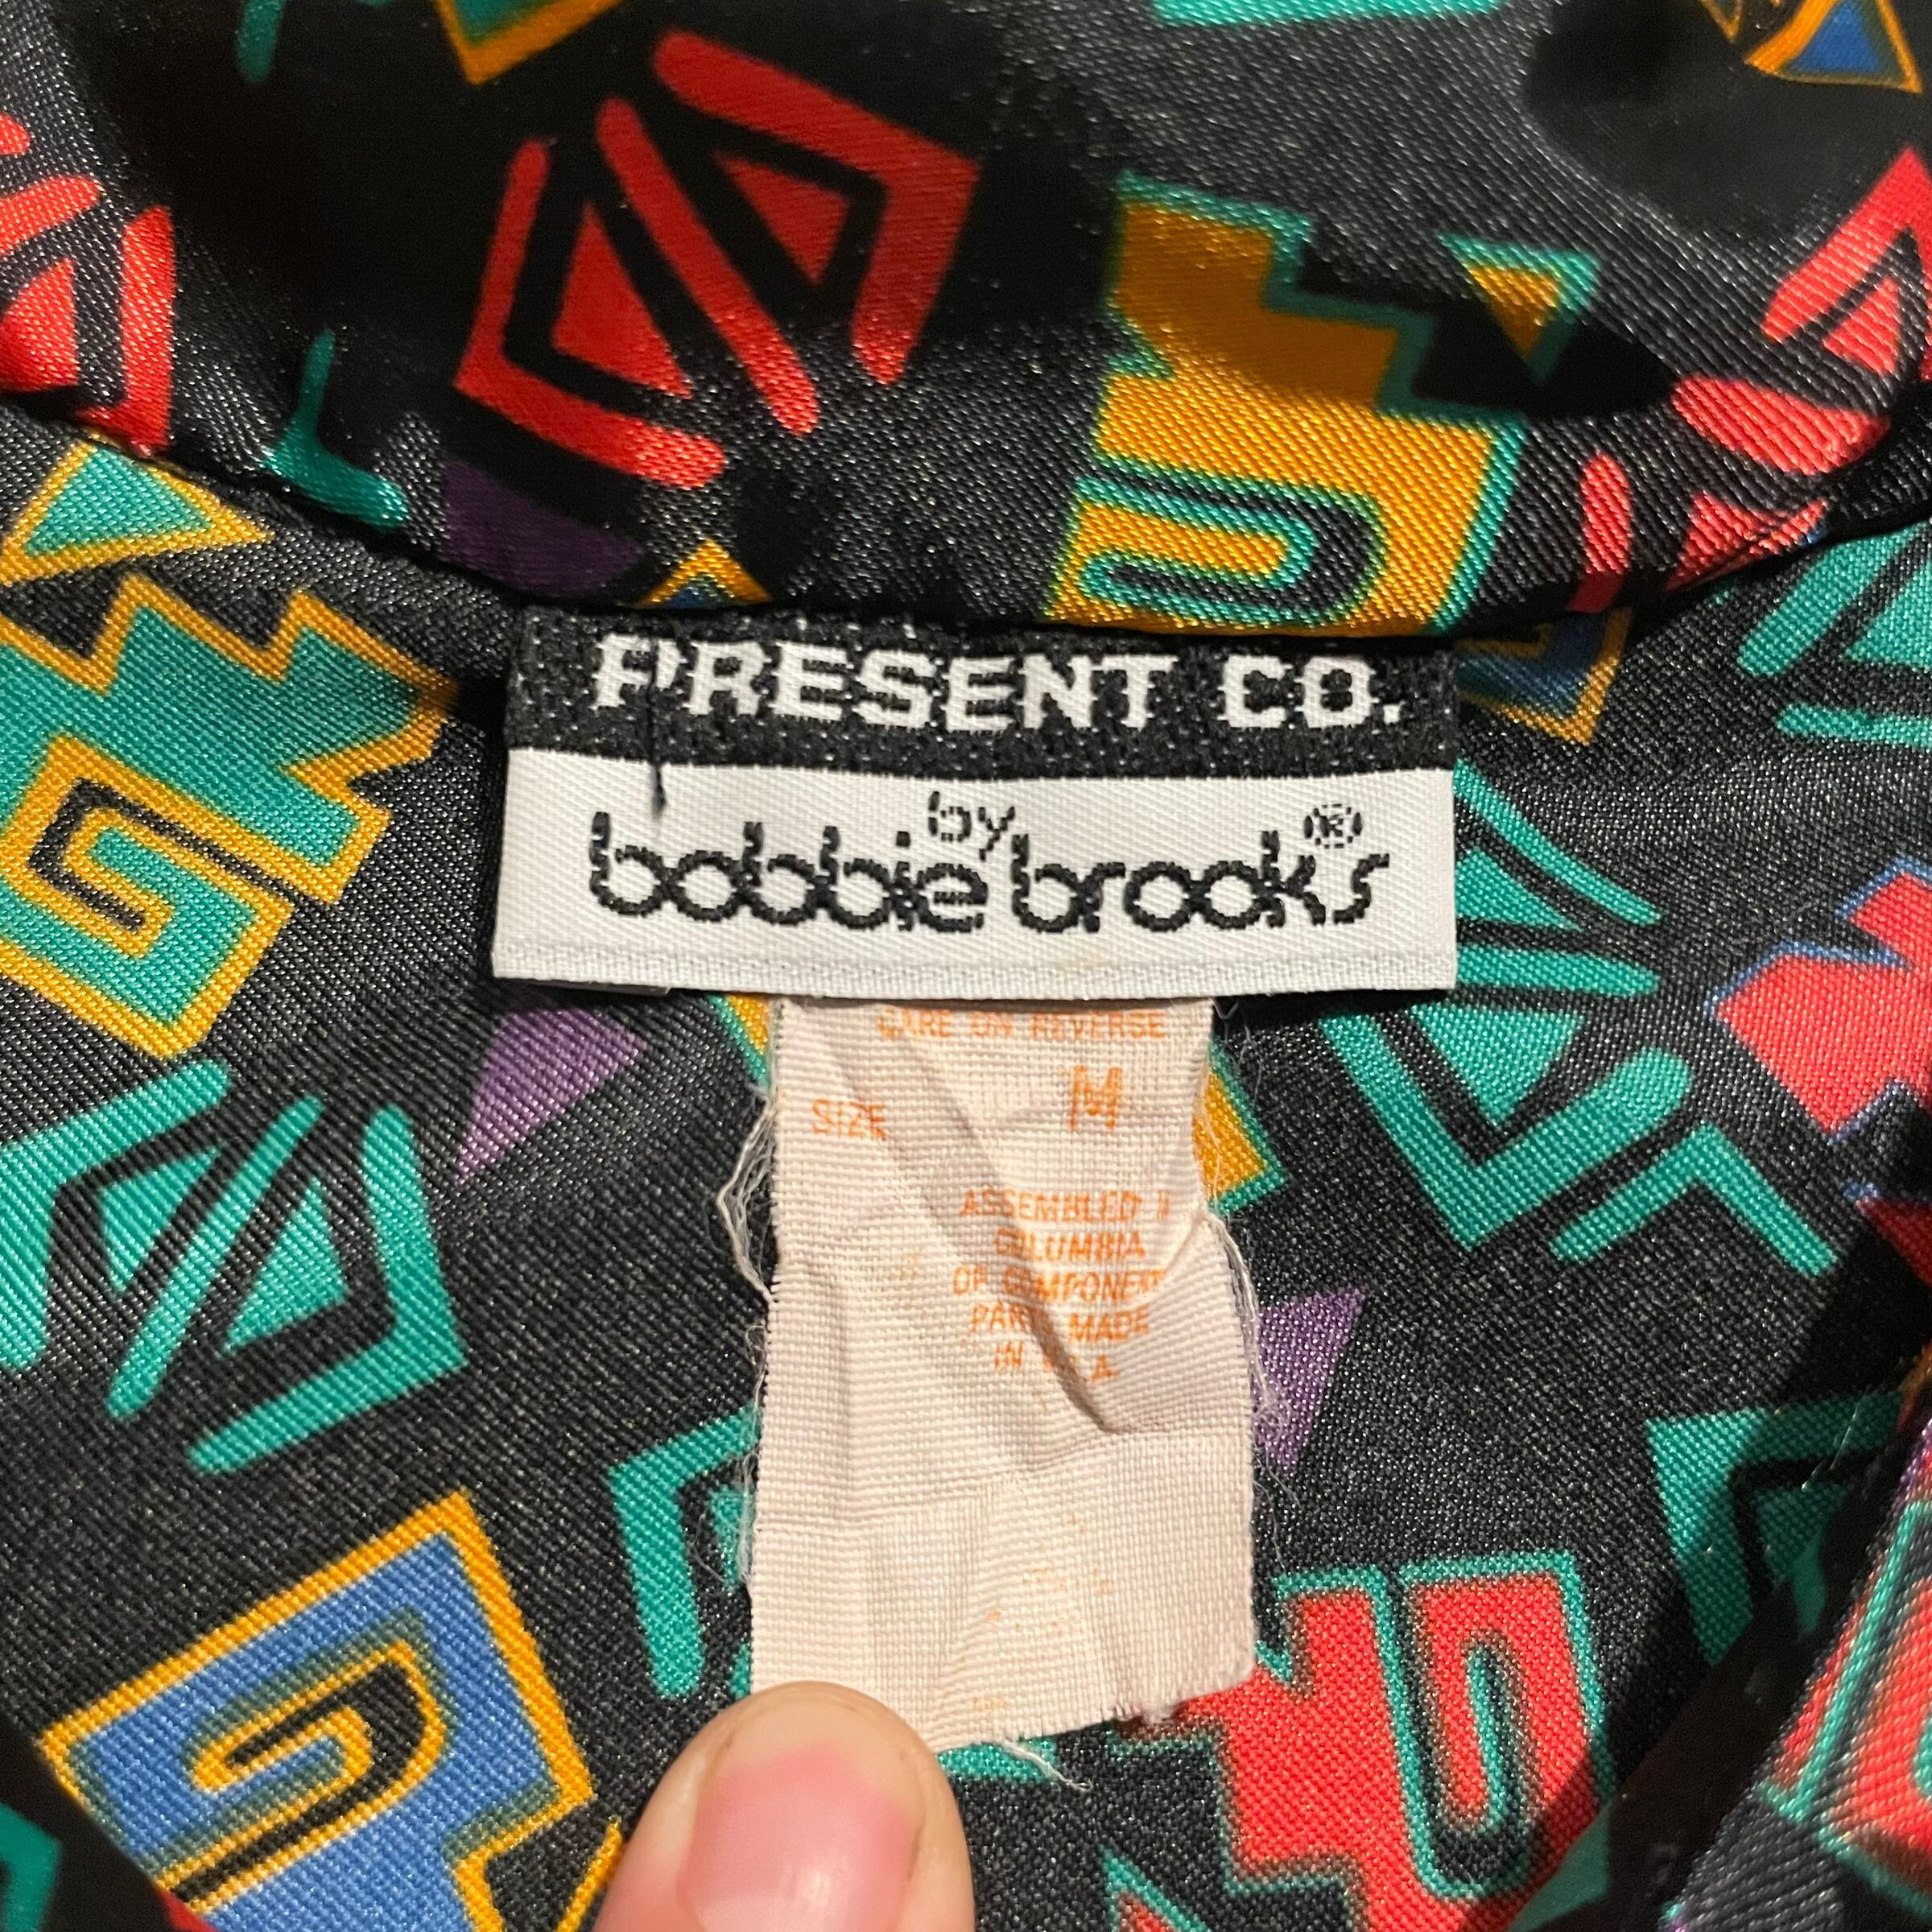 PRESENT CO.
by
bobbie brooks®
CARE ON REVERSE
SIZE M
ASSEMBLED
COLUMBIA
OF COMPONENT
PARTS MADE
IN U.S.A